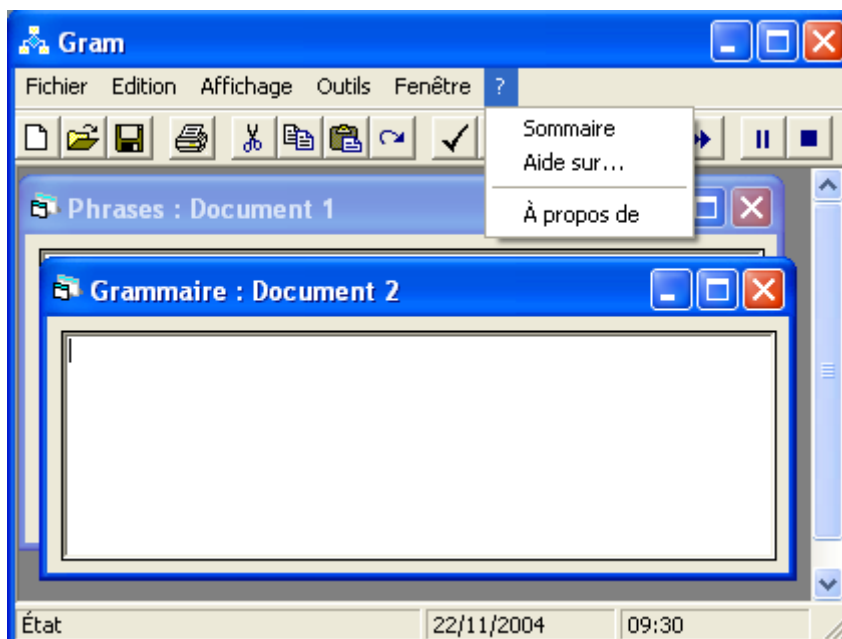 Gram
Fichier Edition Affichage Outils Fenêtre ?
Sommaire
Aide sur...
À propos de
Phrases : Document 1
Grammaire : Document 2
État 22/11/2004 09:30